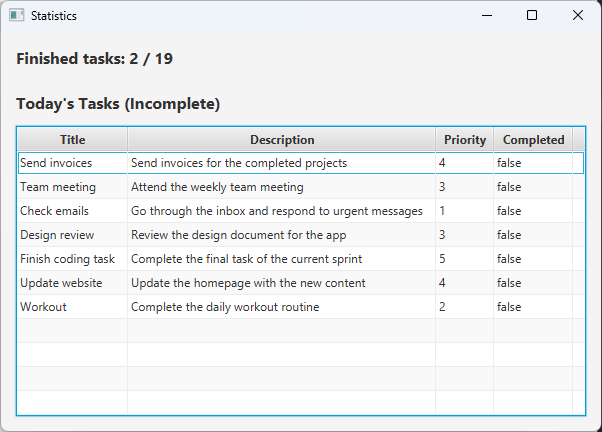 Statistics
Finished tasks: 2 / 19
Today's Tasks (Incomplete)
Title Description Priority Completed
Send invoices Send invoices for the completed projects 4 false
Team meeting Attend the weekly team meeting 3 false
Check emails Go through the inbox and respond to urgent messages 1 false
Design review Review the design document for the app 3 false
Finish coding task Complete the final task of the current sprint 5 false
Update website Update the homepage with the new content 4 false
Workout Complete the daily workout routine 2 false